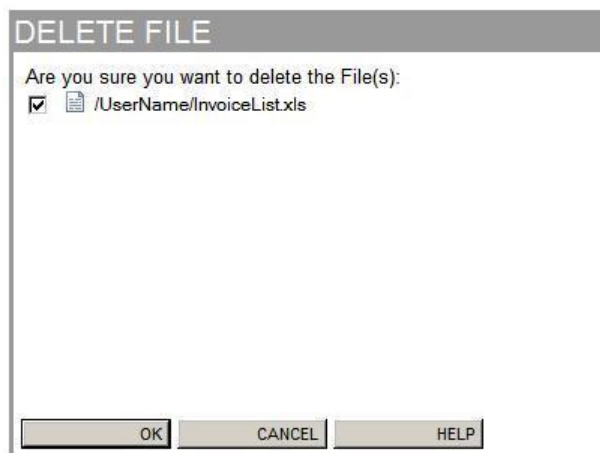 DELETE FILE
Are you sure you want to delete the File(s):
/UserName/InvoiceList.xls
OK CANCEL HELP